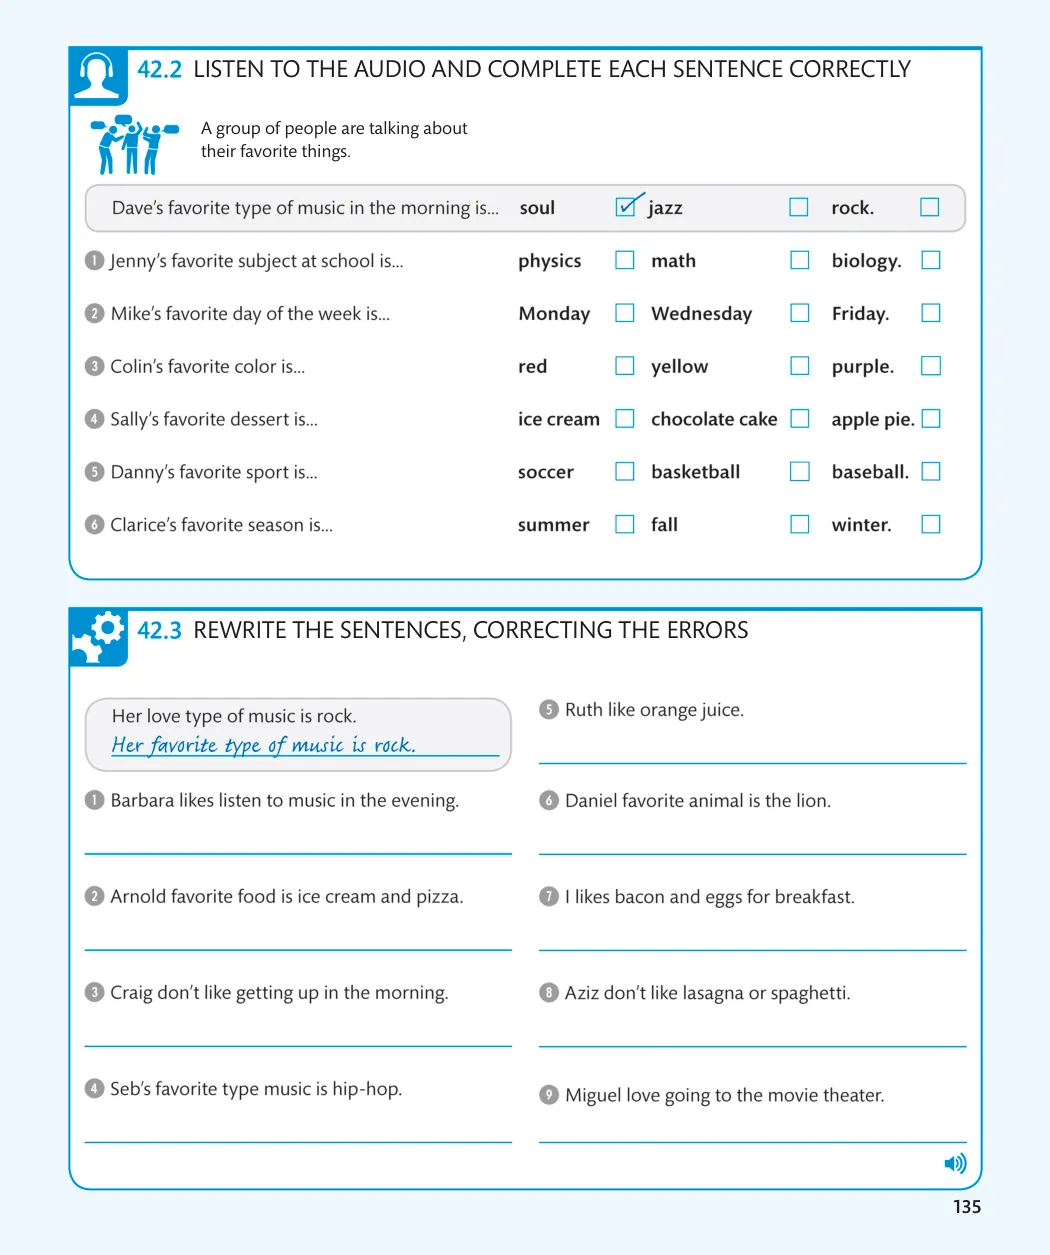 42.2 LISTEN TO THE AUDIO AND COMPLETE EACH SENTENCE CORRECTLY
A group of people are talking about
their favorite things.
Dave’s favorite type of music in the morning is... soul jazz rock.
1 Jenny’s favorite subject at school is... physics math biology.
2 Mike’s favorite day of the week is... Monday Wednesday Friday.
3 Colin’s favorite color is... red yellow purple.
4 Sally’s favorite dessert is... ice cream chocolate cake apple pie.
5 Danny’s favorite sport is... soccer basketball baseball.
6 Clarice’s favorite season is... summer fall winter.
42.3 REWRITE THE SENTENCES, CORRECTING THE ERRORS
Her love type of music is rock.
Her favorite type of music is rock.
1 Barbara likes listen to music in the evening.
2 Arnold favorite food is ice cream and pizza.
3 Craig don’t like getting up in the morning.
4 Seb’s favorite type music is hip-hop.
5 Ruth like orange juice.
6 Daniel favorite animal is the lion.
7 I likes bacon and eggs for breakfast.
8 Aziz don’t like lasagna or spaghetti.
9 Miguel love going to the movie theater.
135